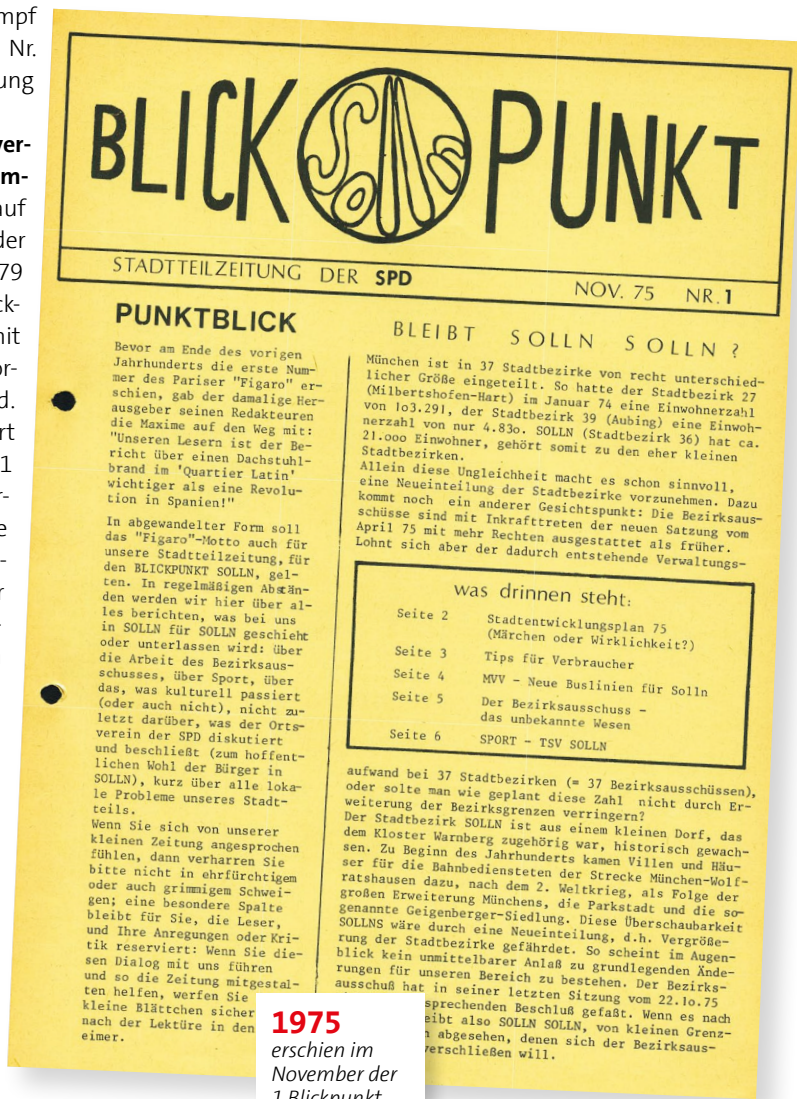 mpf
Nr.
ung
ver-
m-
auf
der
79
ck-
mit
or-
d.
rt
1
r-
e
-
r
BLICK SOLLN PUNKT
STADTTEILZEITUNG DER SPD NOV. 75 NR. 1
PUNKTBLICK
Bevor am Ende des vorigen
Jahrhunderts die erste Num-
mer des Pariser "Figaro" er-
schien, gab der damalige Her-
ausgeber seinen Redakteuren
die Maxime auf den Weg mit:
"Unseren Lesern ist der Be-
richt über einen Dachstuhl-
brand im 'Quartier Latin'
wichtiger als eine Revolu-
tion in Spanien!"
In abgewandelter Form soll
das "Figaro"-Motto auch für
unsere Stadtteilzeitung, für
den BLICKPUNKT SOLLN, gel-
ten. In regelmäßigen Abstän-
den werden wir hier über al-
les berichten, was bei uns
in SOLLN für SOLLN geschieht
oder unterlassen wird: über
die Arbeit des Bezirksaus-
schusses, über Sport, über
das, was kulturell passiert
(oder auch nicht), nicht zu-
letzt darüber, was der Orts-
verein der SPD diskutiert
und beschließt (zum hoffent-
lichen Wohl der Bürger in
SOLLN), kurz über alle loka-
le Probleme unseres Stadt-
teils.
Wenn Sie sich von unserer
kleinen Zeitung angesprochen
fühlen, dann verharren Sie
bitte nicht in ehrfürchtigem
oder auch grimmigem Schwei-
gen; eine besondere Spalte
bleibt für Sie, die Leser,
und Ihre Anregungen oder Kri-
tik reserviert: Wenn Sie die-
sen Dialog mit uns führen
und so die Zeitung mitgestal-
ten helfen, werfen Sie
kleine Blättchen sicher
nach der Lektüre in den
eimer.
BLEIBT SOLLN SOLLN ?
München ist in 37 Stadtbezirke von recht unterschied-
licher Größe eingeteilt. So hatte der Stadtbezirk 27
(Milbertshofen-Hart) im Januar 74 eine Einwohnerzahl
von 1o3.291, der Stadtbezirk 39 (Aubing) eine Einwoh-
nerzahl von nur 4.83o. SOLLN (Stadtbezirk 36) hat ca.
21.ooo Einwohner, gehört somit zu den eher kleinen
Stadtbezirken.
Allein diese Ungleichheit macht es schon sinnvoll,
eine Neueinteilung der Stadtbezirke vorzunehmen. Dazu
kommt noch ein anderer Gesichtspunkt: Die Bezirksaus-
schüsse sind mit Inkrafttreten der neuen Satzung vom
April 75 mit mehr Rechten ausgestattet als früher.
Lohnt sich aber der dadurch entstehende Verwaltungs-
was drinnen steht:
Seite 2 Stadtentwicklungsplan 75
(Märchen oder Wirklichkeit?)
Seite 3 Tips für Verbraucher
Seite 4 MVV - Neue Buslinien für Solln
Seite 5 Der Bezirksausschuss -
das unbekannte Wesen
Seite 6 SPORT - TSV SOLLN
aufwand bei 37 Stadtbezirken (= 37 Bezirksausschüssen),
oder solte man wie geplant diese Zahl nicht durch Er-
weiterung der Bezirksgrenzen verringern?
Der Stadtbezirk SOLLN ist aus einem kleinen Dorf, das
dem Kloster Warnberg zugehörig war, historisch gewach-
sen. Zu Beginn des Jahrhunderts kamen Villen und Häu-
ser für die Bahnbediensteten der Strecke München-Wolf-
ratshausen dazu, nach dem 2. Weltkrieg, als Folge der
großen Erweiterung Münchens, die Parkstadt und die so-
genannte Geigenberger-Siedlung. Diese Überschaubarkeit
SOLLNS wäre durch eine Neueinteilung, d.h. Vergröße-
rung der Stadtbezirke gefährdet. So scheint im Augen-
blick kein unmittelbarer Anlaß zu grundlegenden Ände-
rungen für unseren Bereich zu bestehen. Der Bezirks-
ausschuß hat in seiner letzten Sitzung vom 22.1o.75
sprechenden Beschluß gefaßt. Wenn es nach
eibt also SOLLN SOLLN, von kleinen Grenz-
n abgesehen, denen sich der Bezirksaus-
verschließen will.
1975
erschien im
November der
1 Blickpunkt